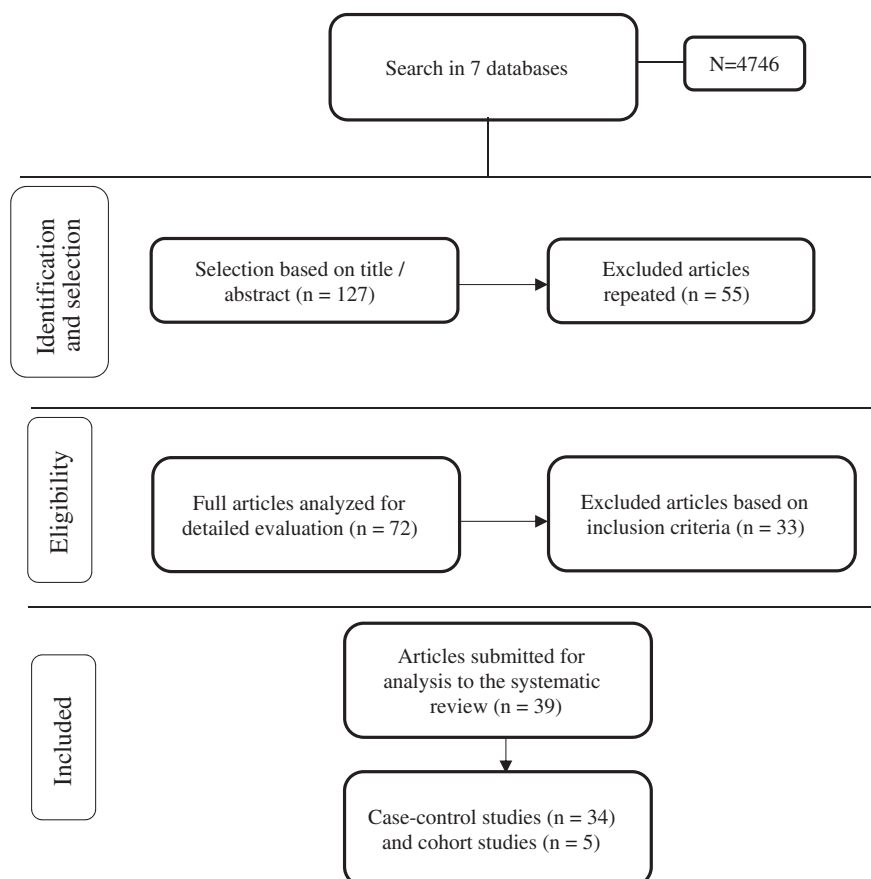 Search in 7 databases
N=4746
Identification
and selection
Selection based on title /
abstract (n = 127)
Excluded articles
repeated (n = 55)
Eligibility
Full articles analyzed for
detailed evaluation (n = 72)
Excluded articles based on
inclusion criteria (n = 33)
Included
Articles submitted for
analysis to the systematic
review (n = 39)
Case-control studies (n = 34)
and cohort studies (n = 5)